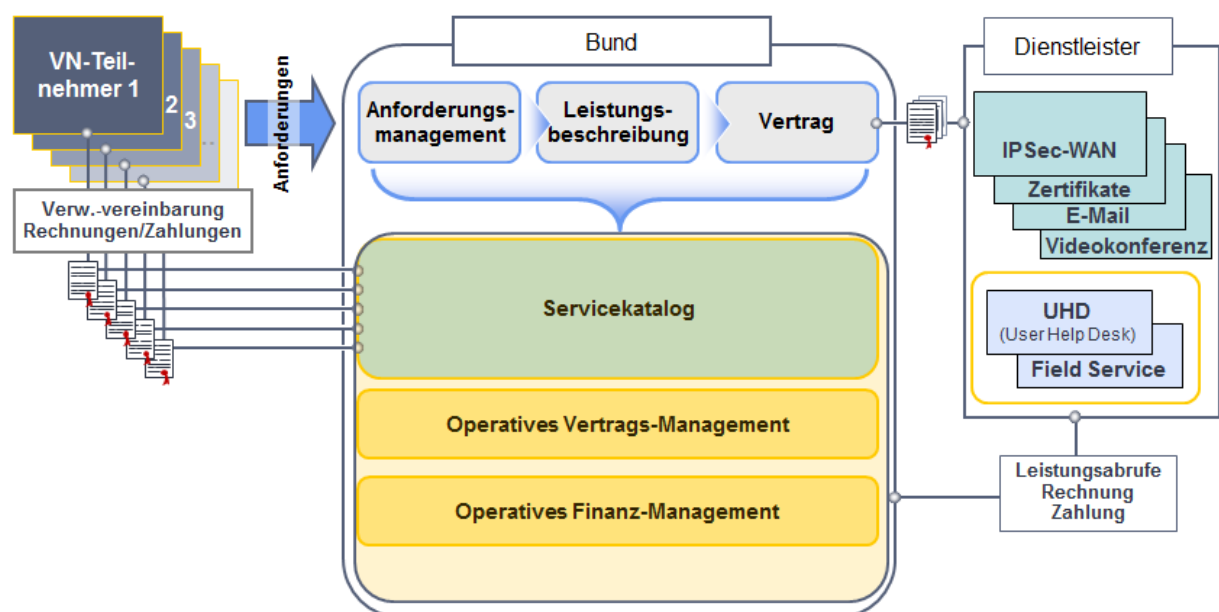 VN-Teil-
nehmer 1
2
3
...
Verw.-vereinbarung
Rechnungen/Zahlungen
Anforderungen
Bund
Anforderungs-
management
Leistungs-
beschreibung
Vertrag
Servicekatalog
Operatives Vertrags-Management
Operatives Finanz-Management
Dienstleister
IPSec-WAN
Zertifikate
E-Mail
Videokonferenz
UHD
(User Help Desk)
Field Service
Leistungsabrufe
Rechnung
Zahlung